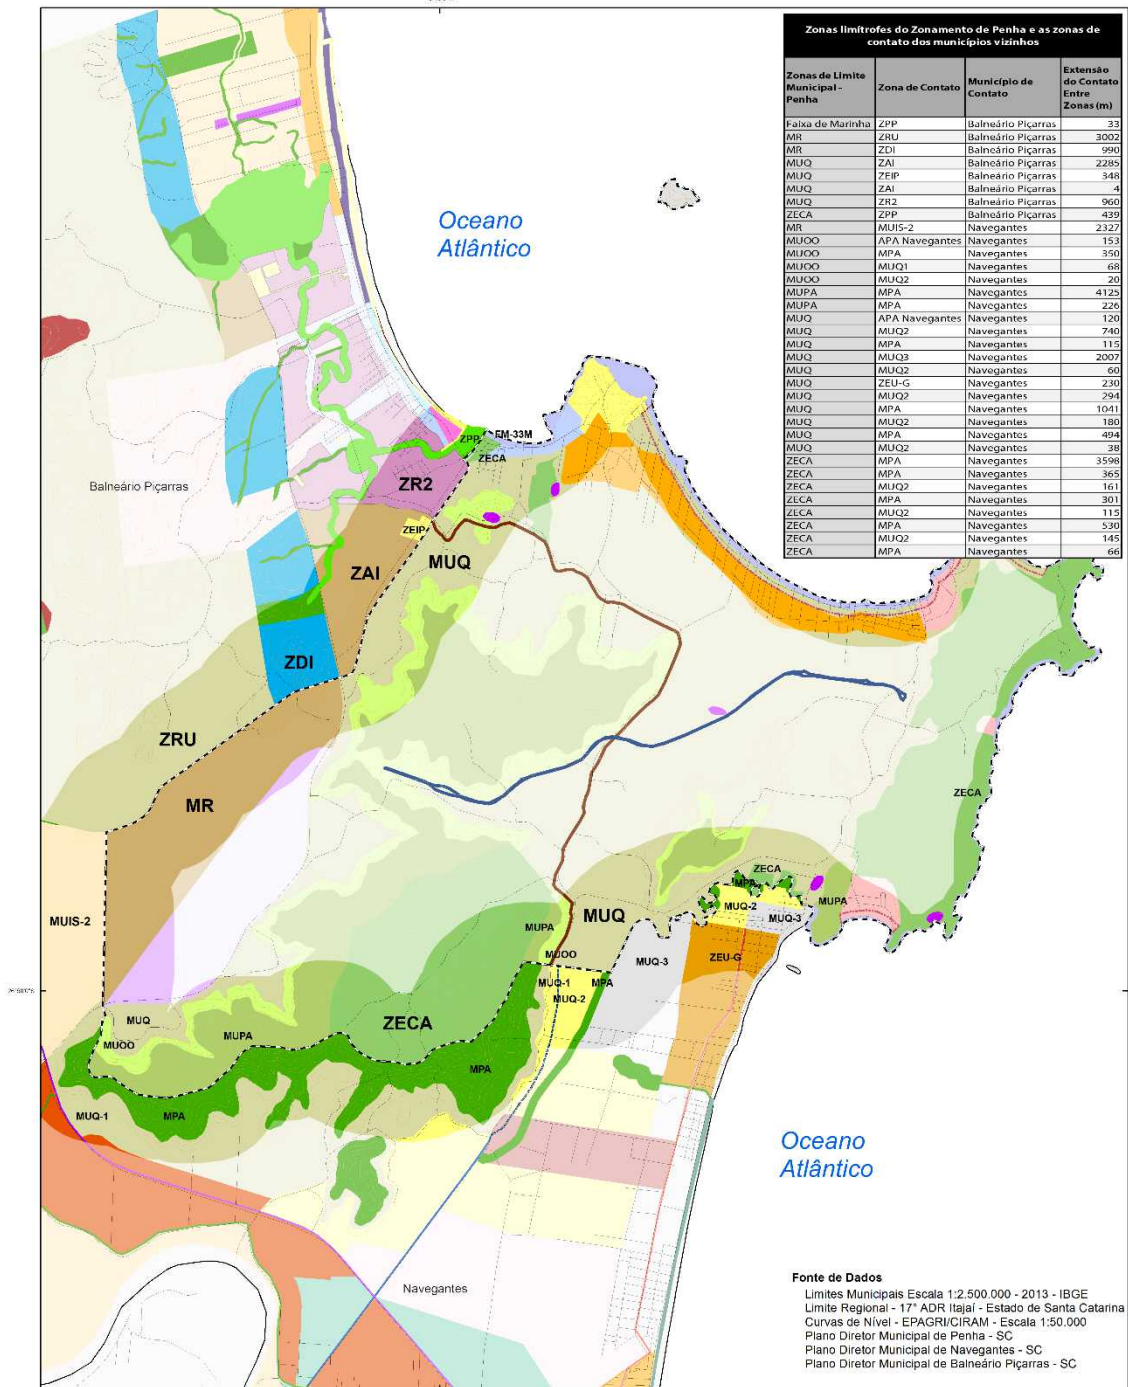 Zonas limítrofes do Zonamento de Penha e as zonas de
contato dos municípios vizinhos
Zonas de Limite Municipal - Penha | Zona de Contato | Município de Contato | Extensão do Contato Entre Zonas (m)
Faixa de Marinha ZPP Balneário Piçarras 33
MR ZRU Balneário Piçarras 3002
MR ZDI Balneário Piçarras 990
MUQ ZAI Balneário Piçarras 2285
MUQ ZEIP Balneário Piçarras 348
MUQ ZAI Balneário Piçarras 4
MUQ ZR2 Balneário Piçarras 960
ZECA ZPP Balneário Piçarras 439
MR MUIS-2 Navegantes 2327
MUOO APA Navegantes Navegantes 153
MUOO MPA Navegantes 350
MUOO MUQ1 Navegantes 68
MUOO MUQ2 Navegantes 20
MUPA MPA Navegantes 4125
MUPA MPA Navegantes 226
MUQ APA Navegantes Navegantes 120
MUQ MUQ2 Navegantes 740
MUQ MPA Navegantes 115
MUQ MUQ3 Navegantes 2007
MUQ MUQ2 Navegantes 60
MUQ ZEU-G Navegantes 230
MUQ MUQ2 Navegantes 294
MUQ MPA Navegantes 1041
MUQ MUQ2 Navegantes 180
MUQ MPA Navegantes 494
MUQ MUQ2 Navegantes 38
ZECA MPA Navegantes 3598
ZECA MPA Navegantes 365
ZECA MUQ2 Navegantes 161
ZECA MPA Navegantes 301
ZECA MUQ2 Navegantes 115
ZECA MPA Navegantes 530
ZECA MUQ2 Navegantes 145
ZECA MPA Navegantes 66
Oceano
Atlântico
FM-33M
ZPP
ZECA
Balneário Piçarras
ZR2
ZEIP
MUQ
ZAI
ZDI
ZRU
MR
ZECA
ZECA
MPA
MUQ-2
MUPA
MUQ
MUQ-3
MUIS-2
MUPA
MUOO
MUQ-3
ZEU-G
MUQ-1
MPA
MUQ-2
MUQ
ZECA
MUPA
MUOO
MPA
MUQ-1
MPA
Oceano
Atlântico
Navegantes
Fonte de Dados
Limites Municipais Escala 1:2.500.000 - 2013 - IBGE
Limite Regional - 17° ADR Itajaí - Estado de Santa Catarina
Curvas de Nível - EPAGRI/CIRAM - Escala 1:50.000
Plano Diretor Municipal de Penha - SC
Plano Diretor Municipal de Navegantes - SC
Plano Diretor Municipal de Balneário Piçarras - SC